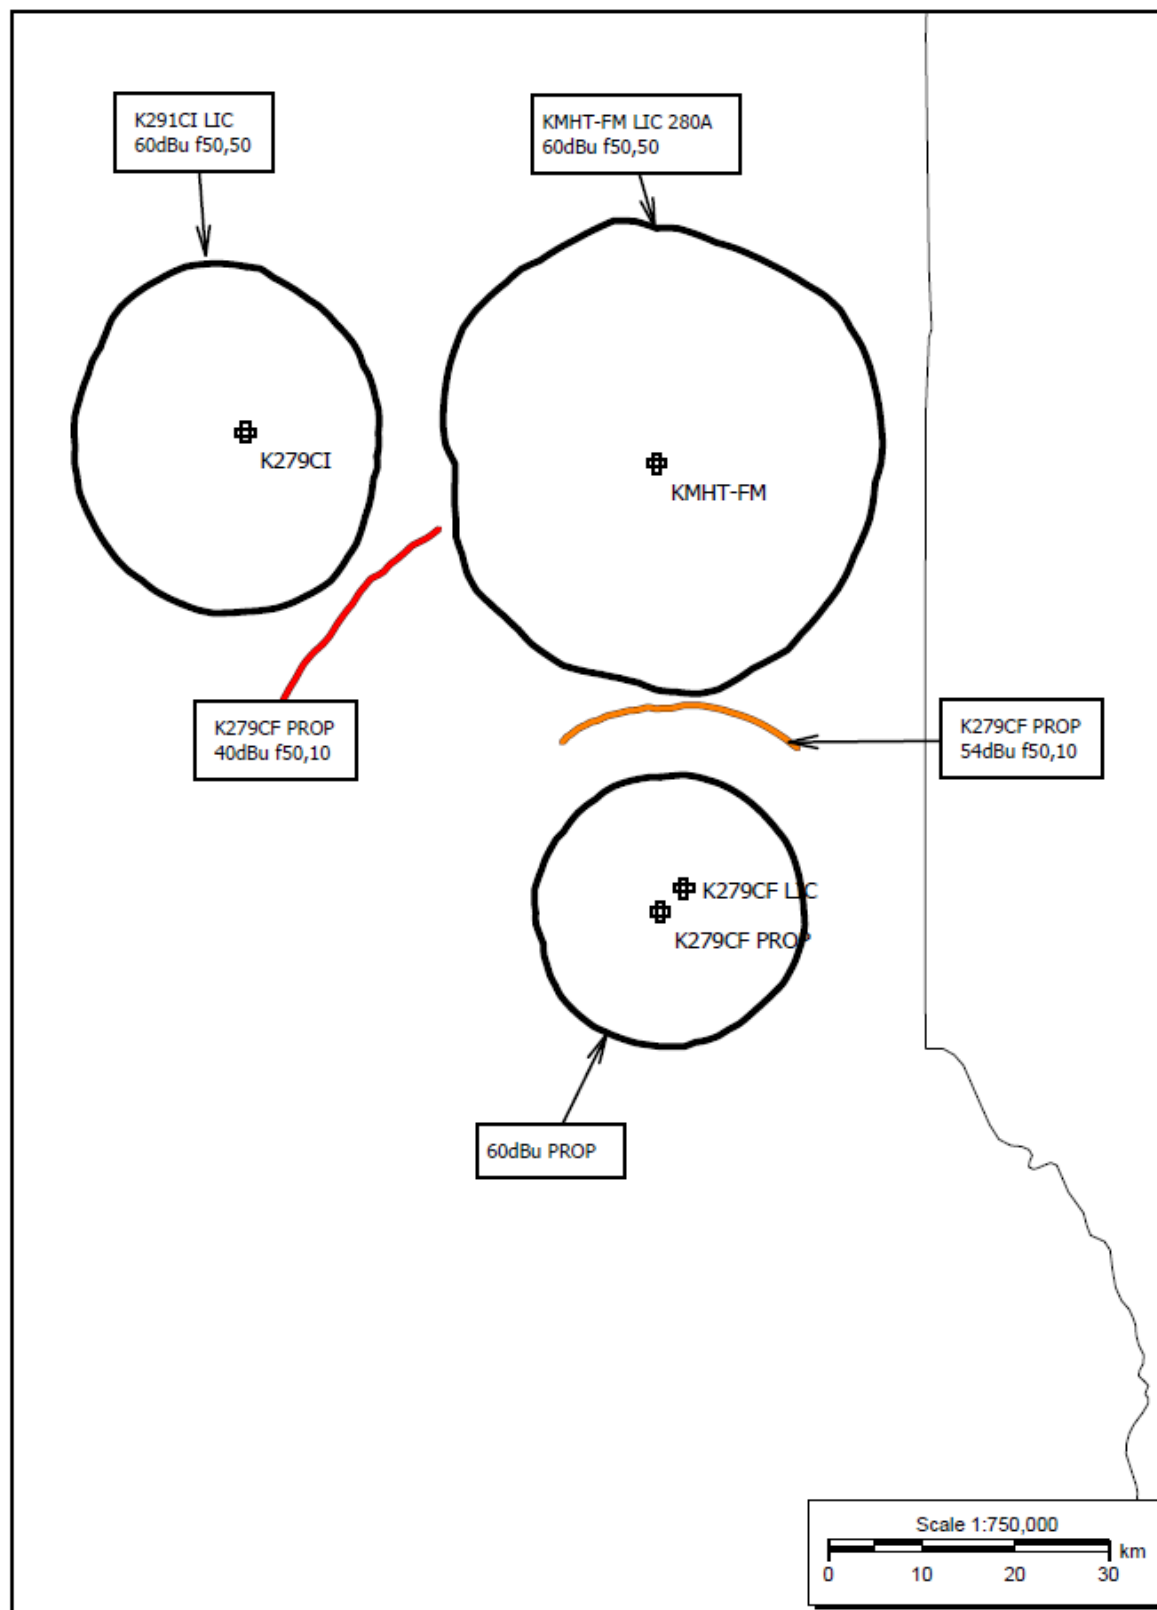 K291CI LIC
60dBu f50,50
KMHT-FM LIC 280A
60dBu f50,50
K279CI
KMHT-FM
K279CF PROP
40dBu f50,10
K279CF PROP
54dBu f50,10
K279CF LIC
K279CF PROP
60dBu PROP
Scale 1:750,000
km
0 10 20 30